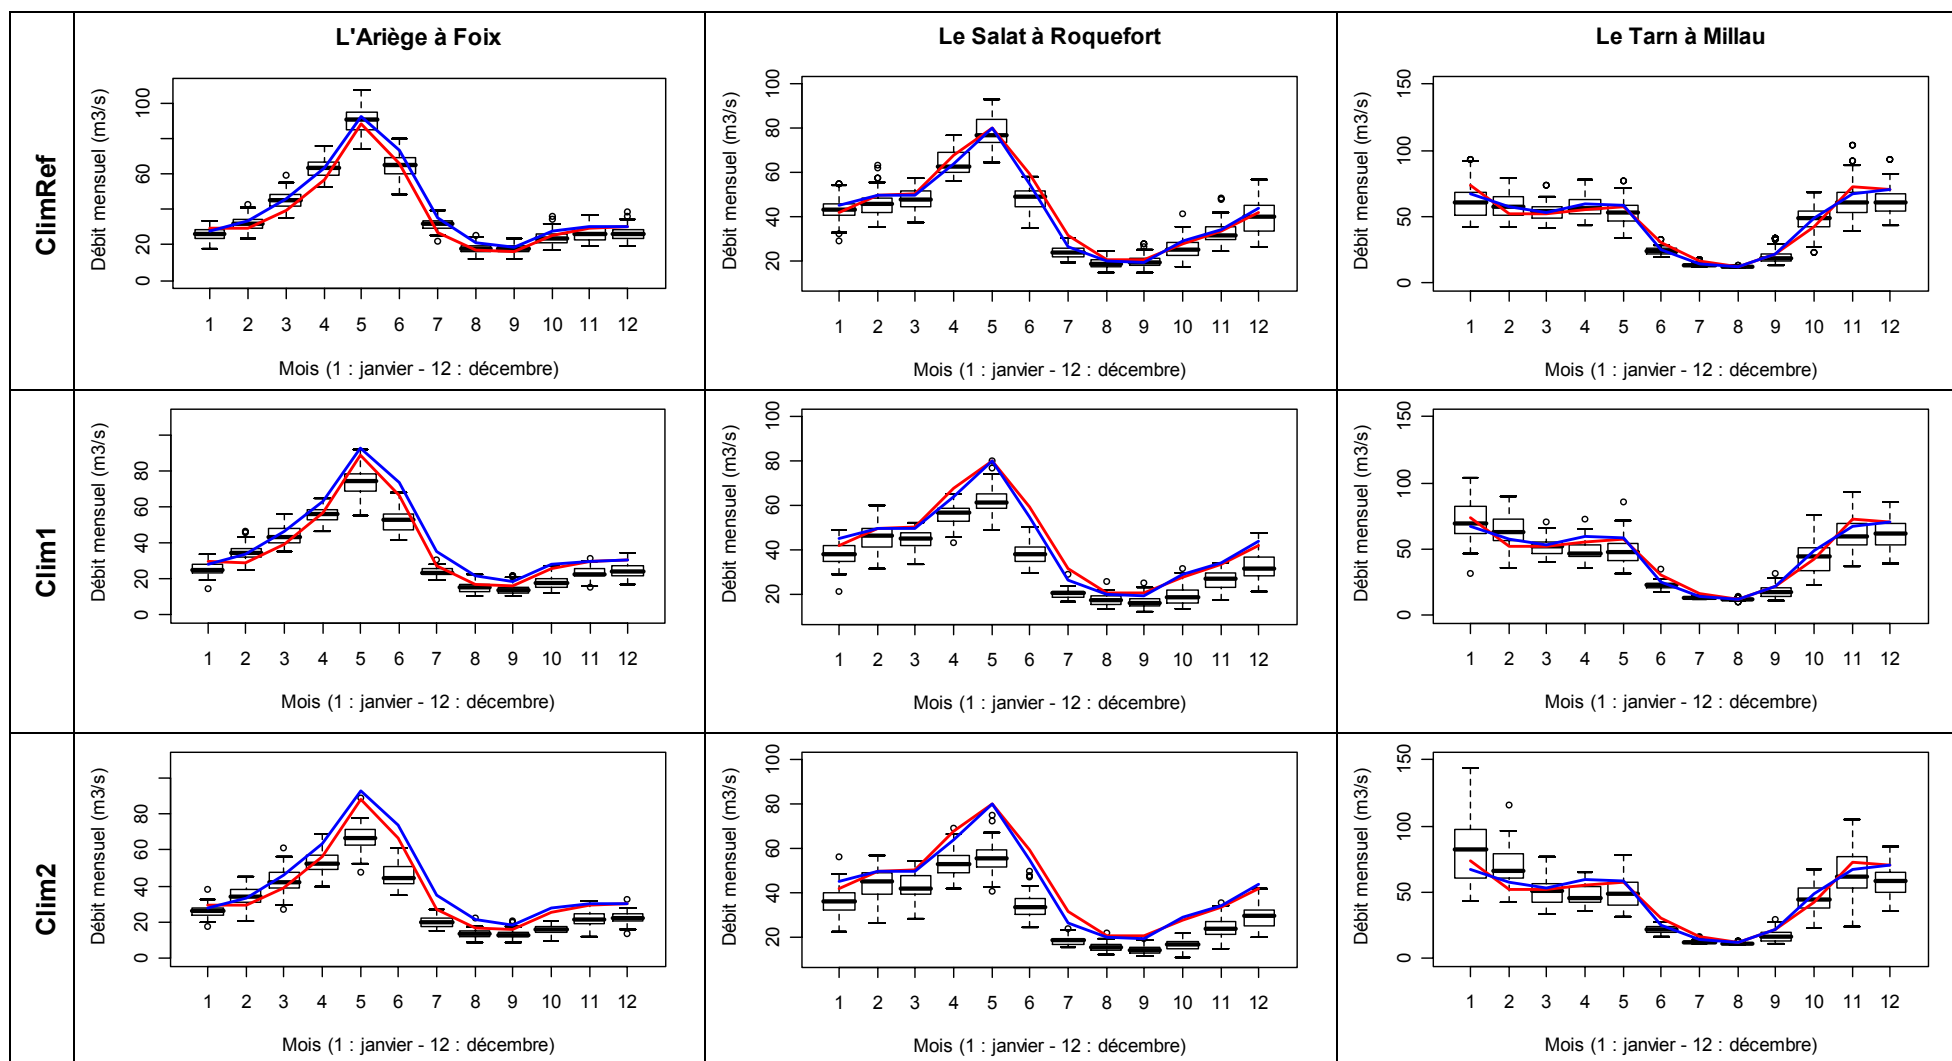 L'Ariège à Foix
Le Salat à Roquefort
Le Tarn à Millau
ClimRef
Débit mensuel (m3/s)
0 20 60 100
1 2 3 4 5 6 7 8 9 10 11 12
Mois (1 : janvier - 12 : décembre)
Débit mensuel (m3/s)
20 40 60 80 100
1 2 3 4 5 6 7 8 9 10 11 12
Mois (1 : janvier - 12 : décembre)
Débit mensuel (m3/s)
0 50 100 150
1 2 3 4 5 6 7 8 9 10 11 12
Mois (1 : janvier - 12 : décembre)
Clim1
Débit mensuel (m3/s)
0 20 40 60 80
1 2 3 4 5 6 7 8 9 10 11 12
Mois (1 : janvier - 12 : décembre)
Débit mensuel (m3/s)
20 40 60 80 100
1 2 3 4 5 6 7 8 9 10 11 12
Mois (1 : janvier - 12 : décembre)
Débit mensuel (m3/s)
0 50 100 150
1 2 3 4 5 6 7 8 9 10 11 12
Mois (1 : janvier - 12 : décembre)
Clim2
Débit mensuel (m3/s)
0 20 40 60 80
1 2 3 4 5 6 7 8 9 10 11 12
Mois (1 : janvier - 12 : décembre)
Débit mensuel (m3/s)
20 40 60 80 100
1 2 3 4 5 6 7 8 9 10 11 12
Mois (1 : janvier - 12 : décembre)
Débit mensuel (m3/s)
0 50 100 150
1 2 3 4 5 6 7 8 9 10 11 12
Mois (1 : janvier - 12 : décembre)